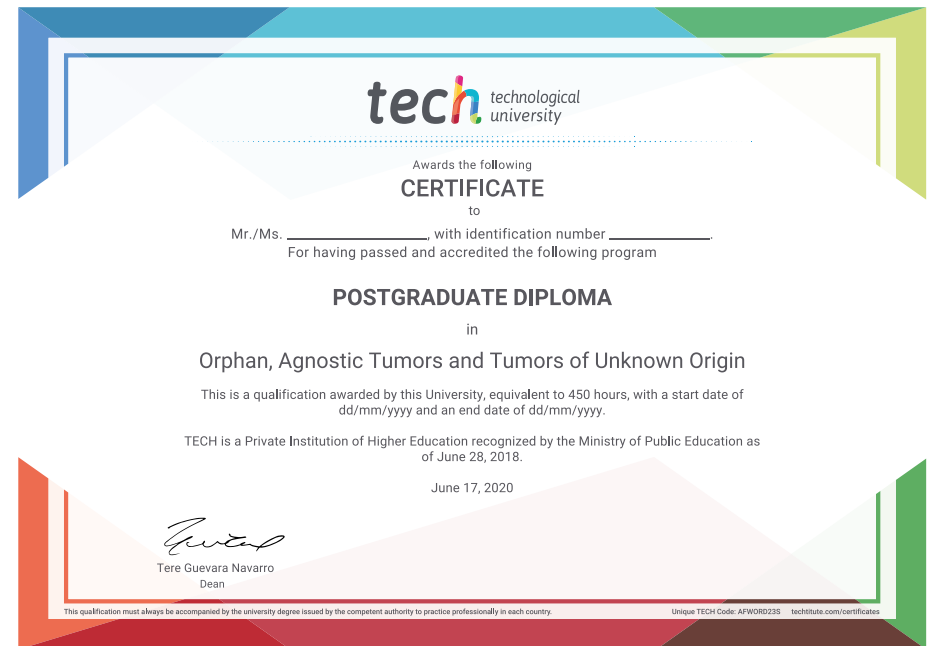 tech technological
university
Awards the following
CERTIFICATE
to
Mr./Ms. ____________________, with identification number ______________.
For having passed and accredited the following program
POSTGRADUATE DIPLOMA
in
Orphan, Agnostic Tumors and Tumors of Unknown Origin
This is a qualification awarded by this University, equivalent to 450 hours, with a start date of
dd/mm/yyyy and an end date of dd/mm/yyyy.
TECH is a Private Institution of Higher Education recognized by the Ministry of Public Education as
of June 28, 2018.
June 17, 2020
Tere Guevara Navarro
Dean
This qualification must always be accompanied by the university degree issued by the competent authority to practice professionally in each country.
Unique TECH Code: AFWORD23S techtitute.com/certificates